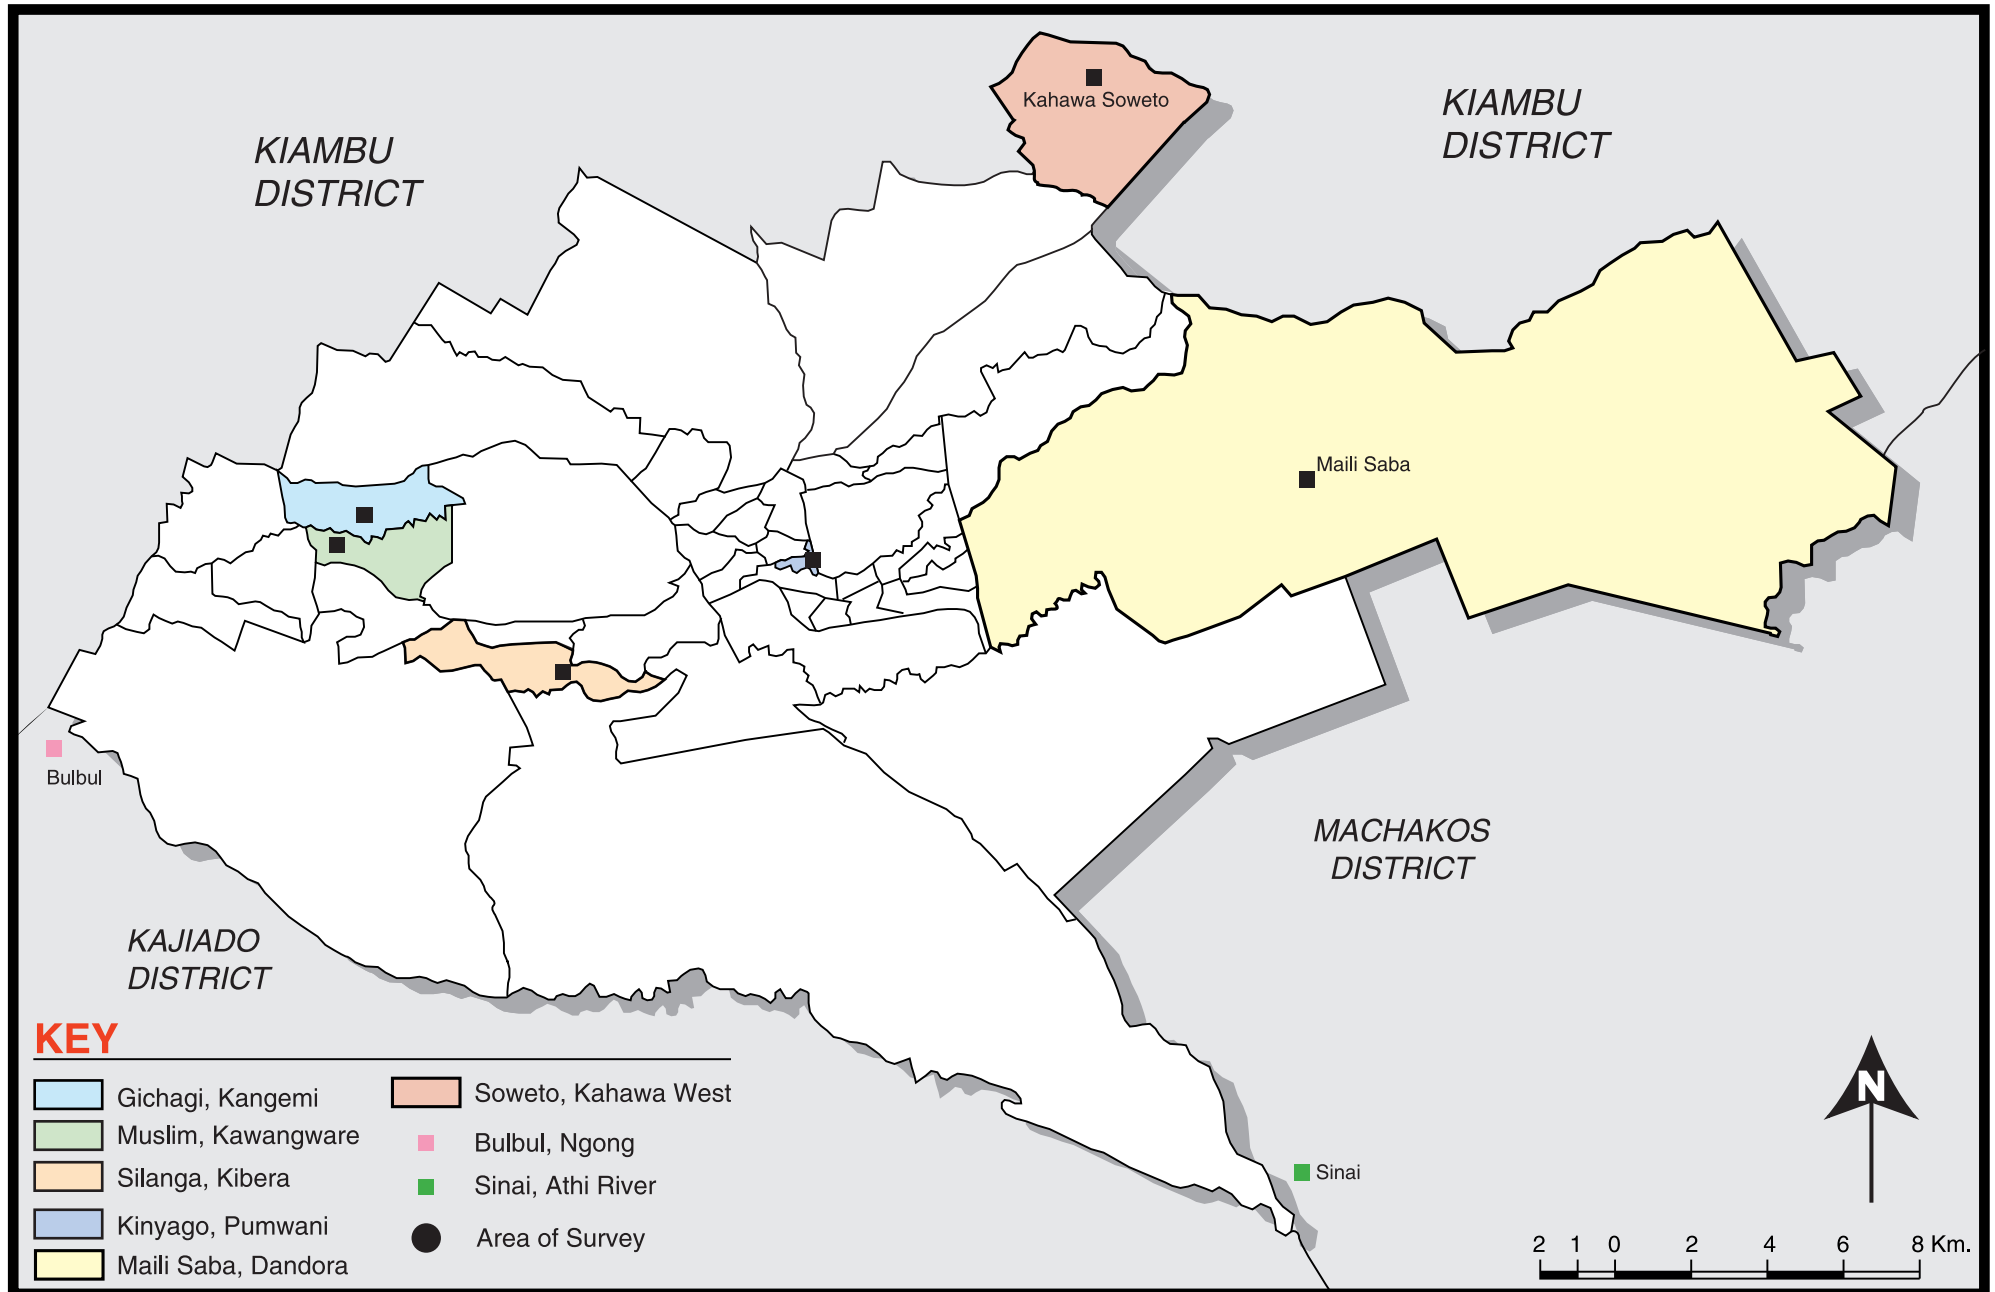 Kahawa Soweto
KIAMBU
DISTRICT
KIAMBU
DISTRICT
Maili Saba
Bulbul
MACHAKOS
DISTRICT
KAJIADO
DISTRICT
KEY
Gichagi, Kangemi
Muslim, Kawangware
Silanga, Kibera
Kinyago, Pumwani
Maili Saba, Dandora
Soweto, Kahawa West
Bulbul, Ngong
Sinai, Athi River
Area of Survey
Sinai
N
2 1 0 2 4 6 8 Km.